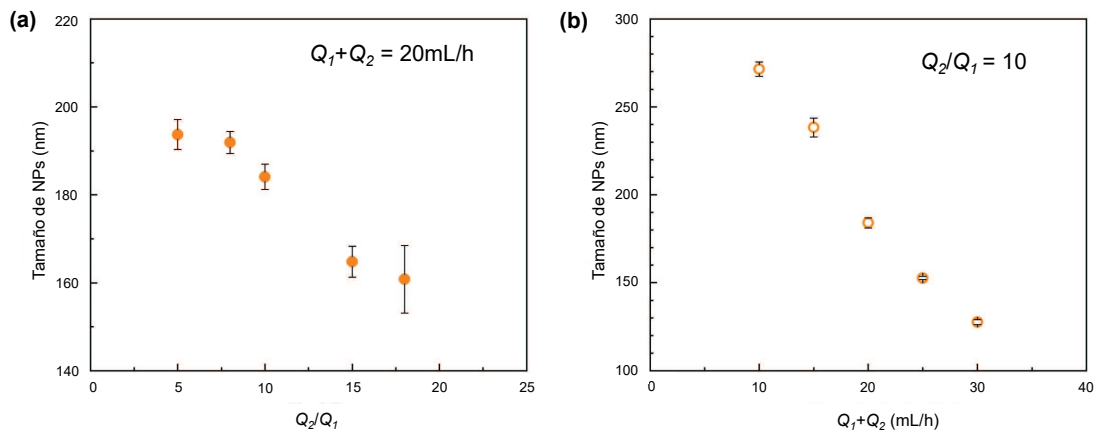 (a)
Q1+Q2 = 20mL/h
Tamaño de NPs (nm)
220
200
180
160
140
0
5
10
15
20
25
Q2/Q1
(b)
Q2/Q1 = 10
Tamaño de NPs (nm)
300
250
200
150
100
0
10
20
30
40
Q1+Q2 (mL/h)